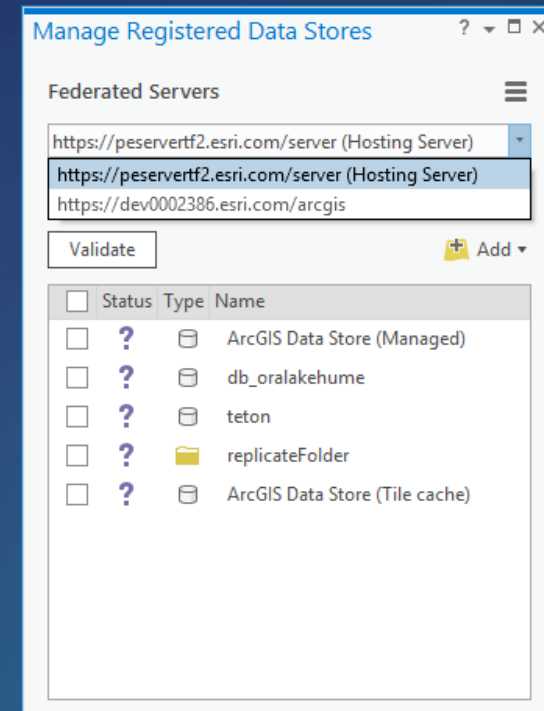 Manage Registered Data Stores
Federated Servers
https://peservertf2.esri.com/server (Hosting Server)
https://peservertf2.esri.com/server (Hosting Server)
https://dev0002386.esri.com/arcgis
Validate Add
Status Type Name
? ArcGIS Data Store (Managed)
? db_oralakehume
? teton
? replicateFolder
? ArcGIS Data Store (Tile cache)